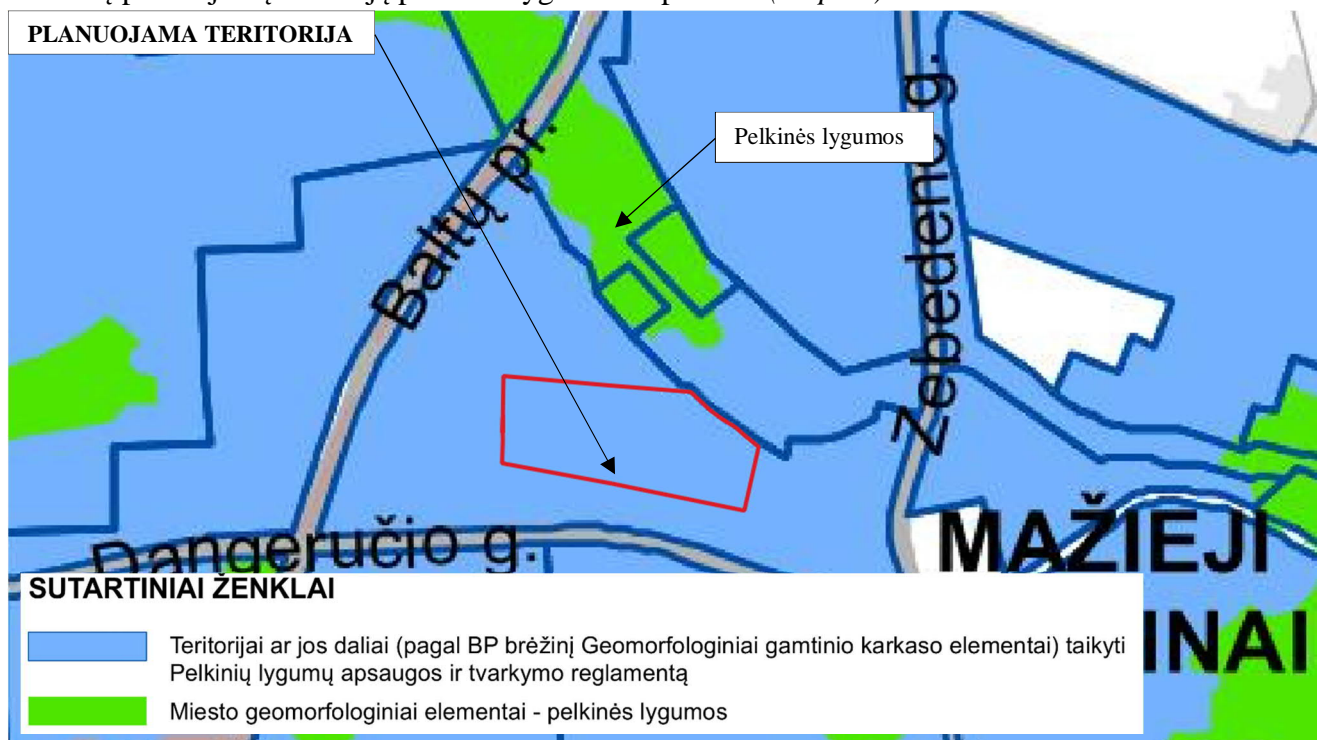 PLANUOJAMA TERITORIJA
Pelkinės lygumos
Baltų pr.
Žebedeno g.
Dangeručio g.
MAŽIEJI
INAI
SUTARTINIAI ŽENKLAI
Teritorijai ar jos daliai (pagal BP brėžinį Geomorfologiniai gamtinio karkaso elementai) taikyti
Pelkinių lygumų apsaugos ir tvarkymo reglamentą
Miesto geomorfologiniai elementai - pelkinės lygumos